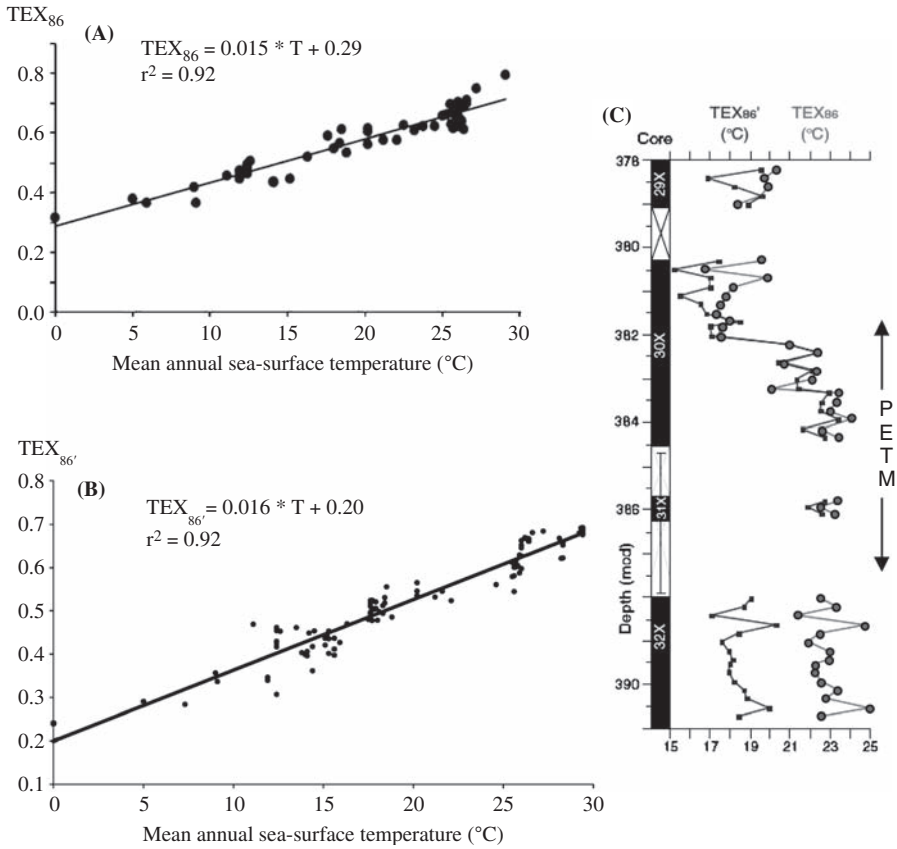 TEX86
(A)
TEX86 = 0.015 * T + 0.29
r2 = 0.92
1.0
0.8
0.6
0.4
0.2
0.0
0 5 10 15 20 25 30
Mean annual sea-surface temperature (°C)
TEX86′
(B)
TEX86′ = 0.016 * T + 0.20
r2 = 0.92
0.8
0.7
0.6
0.5
0.4
0.3
0.2
0.1
0 5 10 15 20 25 30
Mean annual sea-surface temperature (°C)
(C)
TEX86' TEX86
Core (°C) (°C)
378
29X
380
382
30X
384
386
31X
Depth (mod)
32X
390
15 17 19 21 23 25
PETM